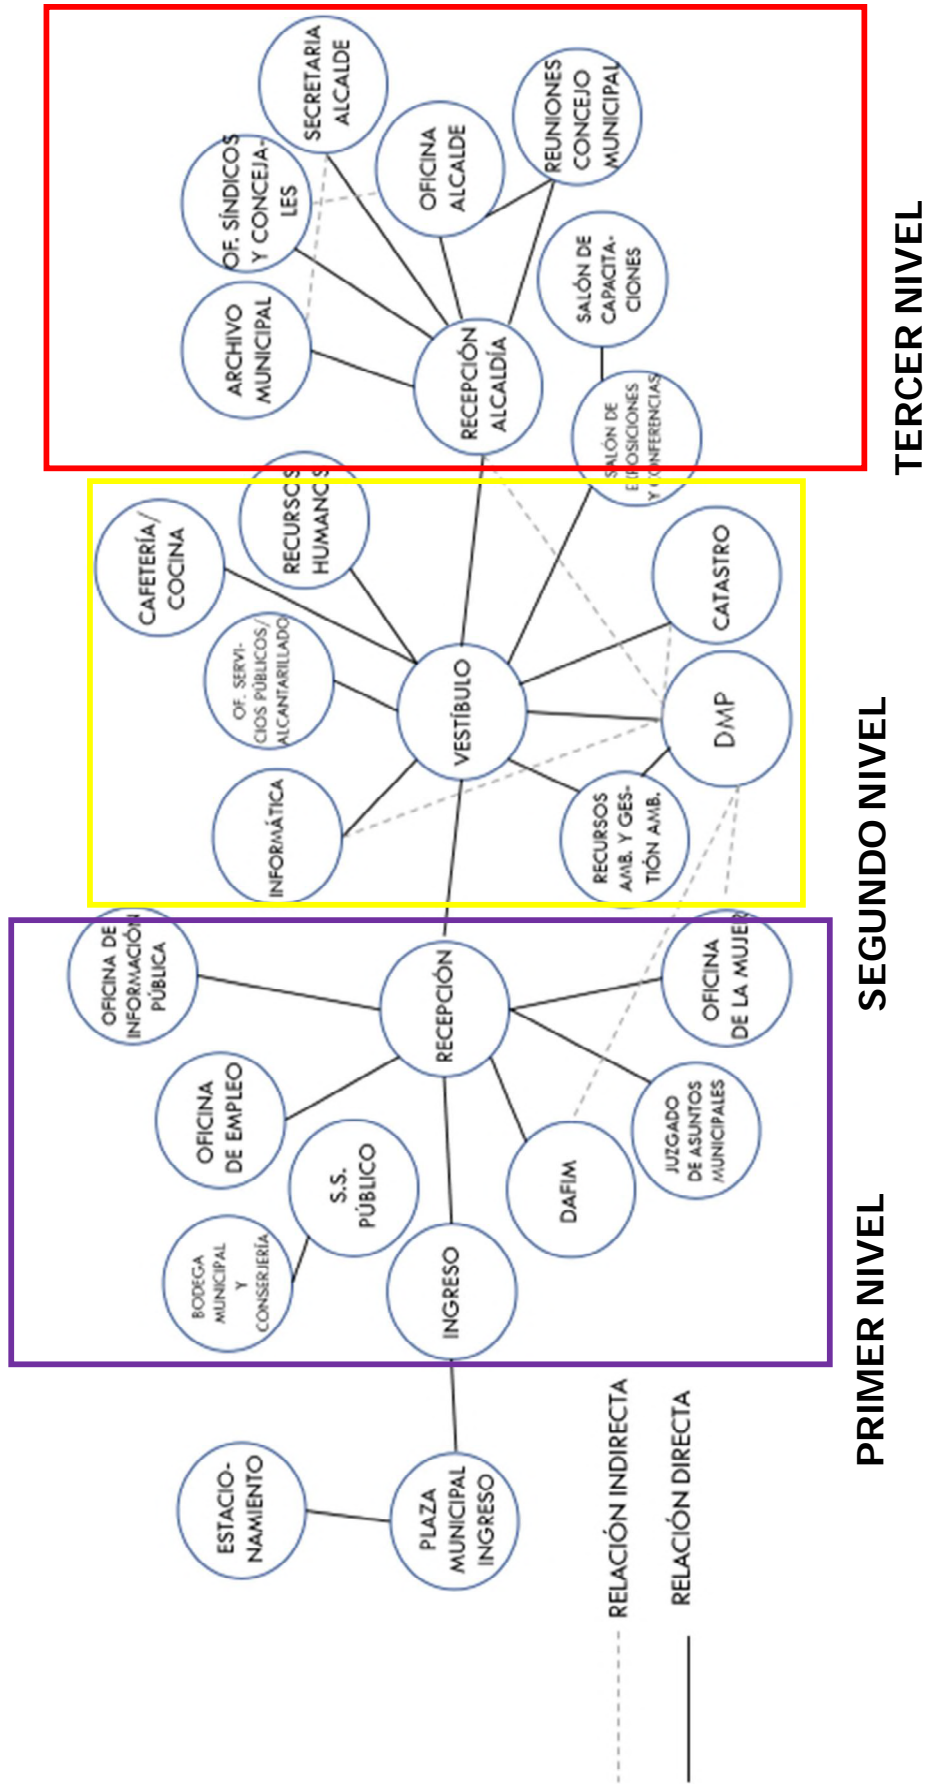 ESTACIO-
NAMIENTO
PLAZA
MUNICIPAL
INGRESO
RELACIÓN INDIRECTA
RELACIÓN DIRECTA
PRIMER NIVEL
BODEGA
MUNICIPAL
Y
CONSERJERÍA
S.S.
PÚBLICO
INGRESO
OFICINA
DE EMPLEO
OFICINA DE
INFORMACIÓN
PÚBLICA
RECEPCIÓN
DAFIM
JUZGADO
DE ASUNTOS
MUNICIPALES
OFICINA
DE LA MUJER
SEGUNDO NIVEL
INFORMÁTICA
OF. SERVI-
CIOS PÚBLICOS/
ALCANTARILLADO
CAFETERÍA/
COCINA
RECURSOS
HUMANOS
VESTÍBULO
RECURSOS
AMB. Y GES-
TIÓN AMB.
DMP
CATASTRO
TERCER NIVEL
ARCHIVO
MUNICIPAL
OF. SÍNDICOS
Y CONCEJA-
LES
SECRETARIA
ALCALDE
OFICINA
ALCALDE
REUNIONES
CONCEJO
MUNICIPAL
RECEPCIÓN
ALCALDÍA
SALÓN DE
CAPACITA-
CIONES
SALÓN DE
EXPOSICIONES
Y CONFERENCIAS